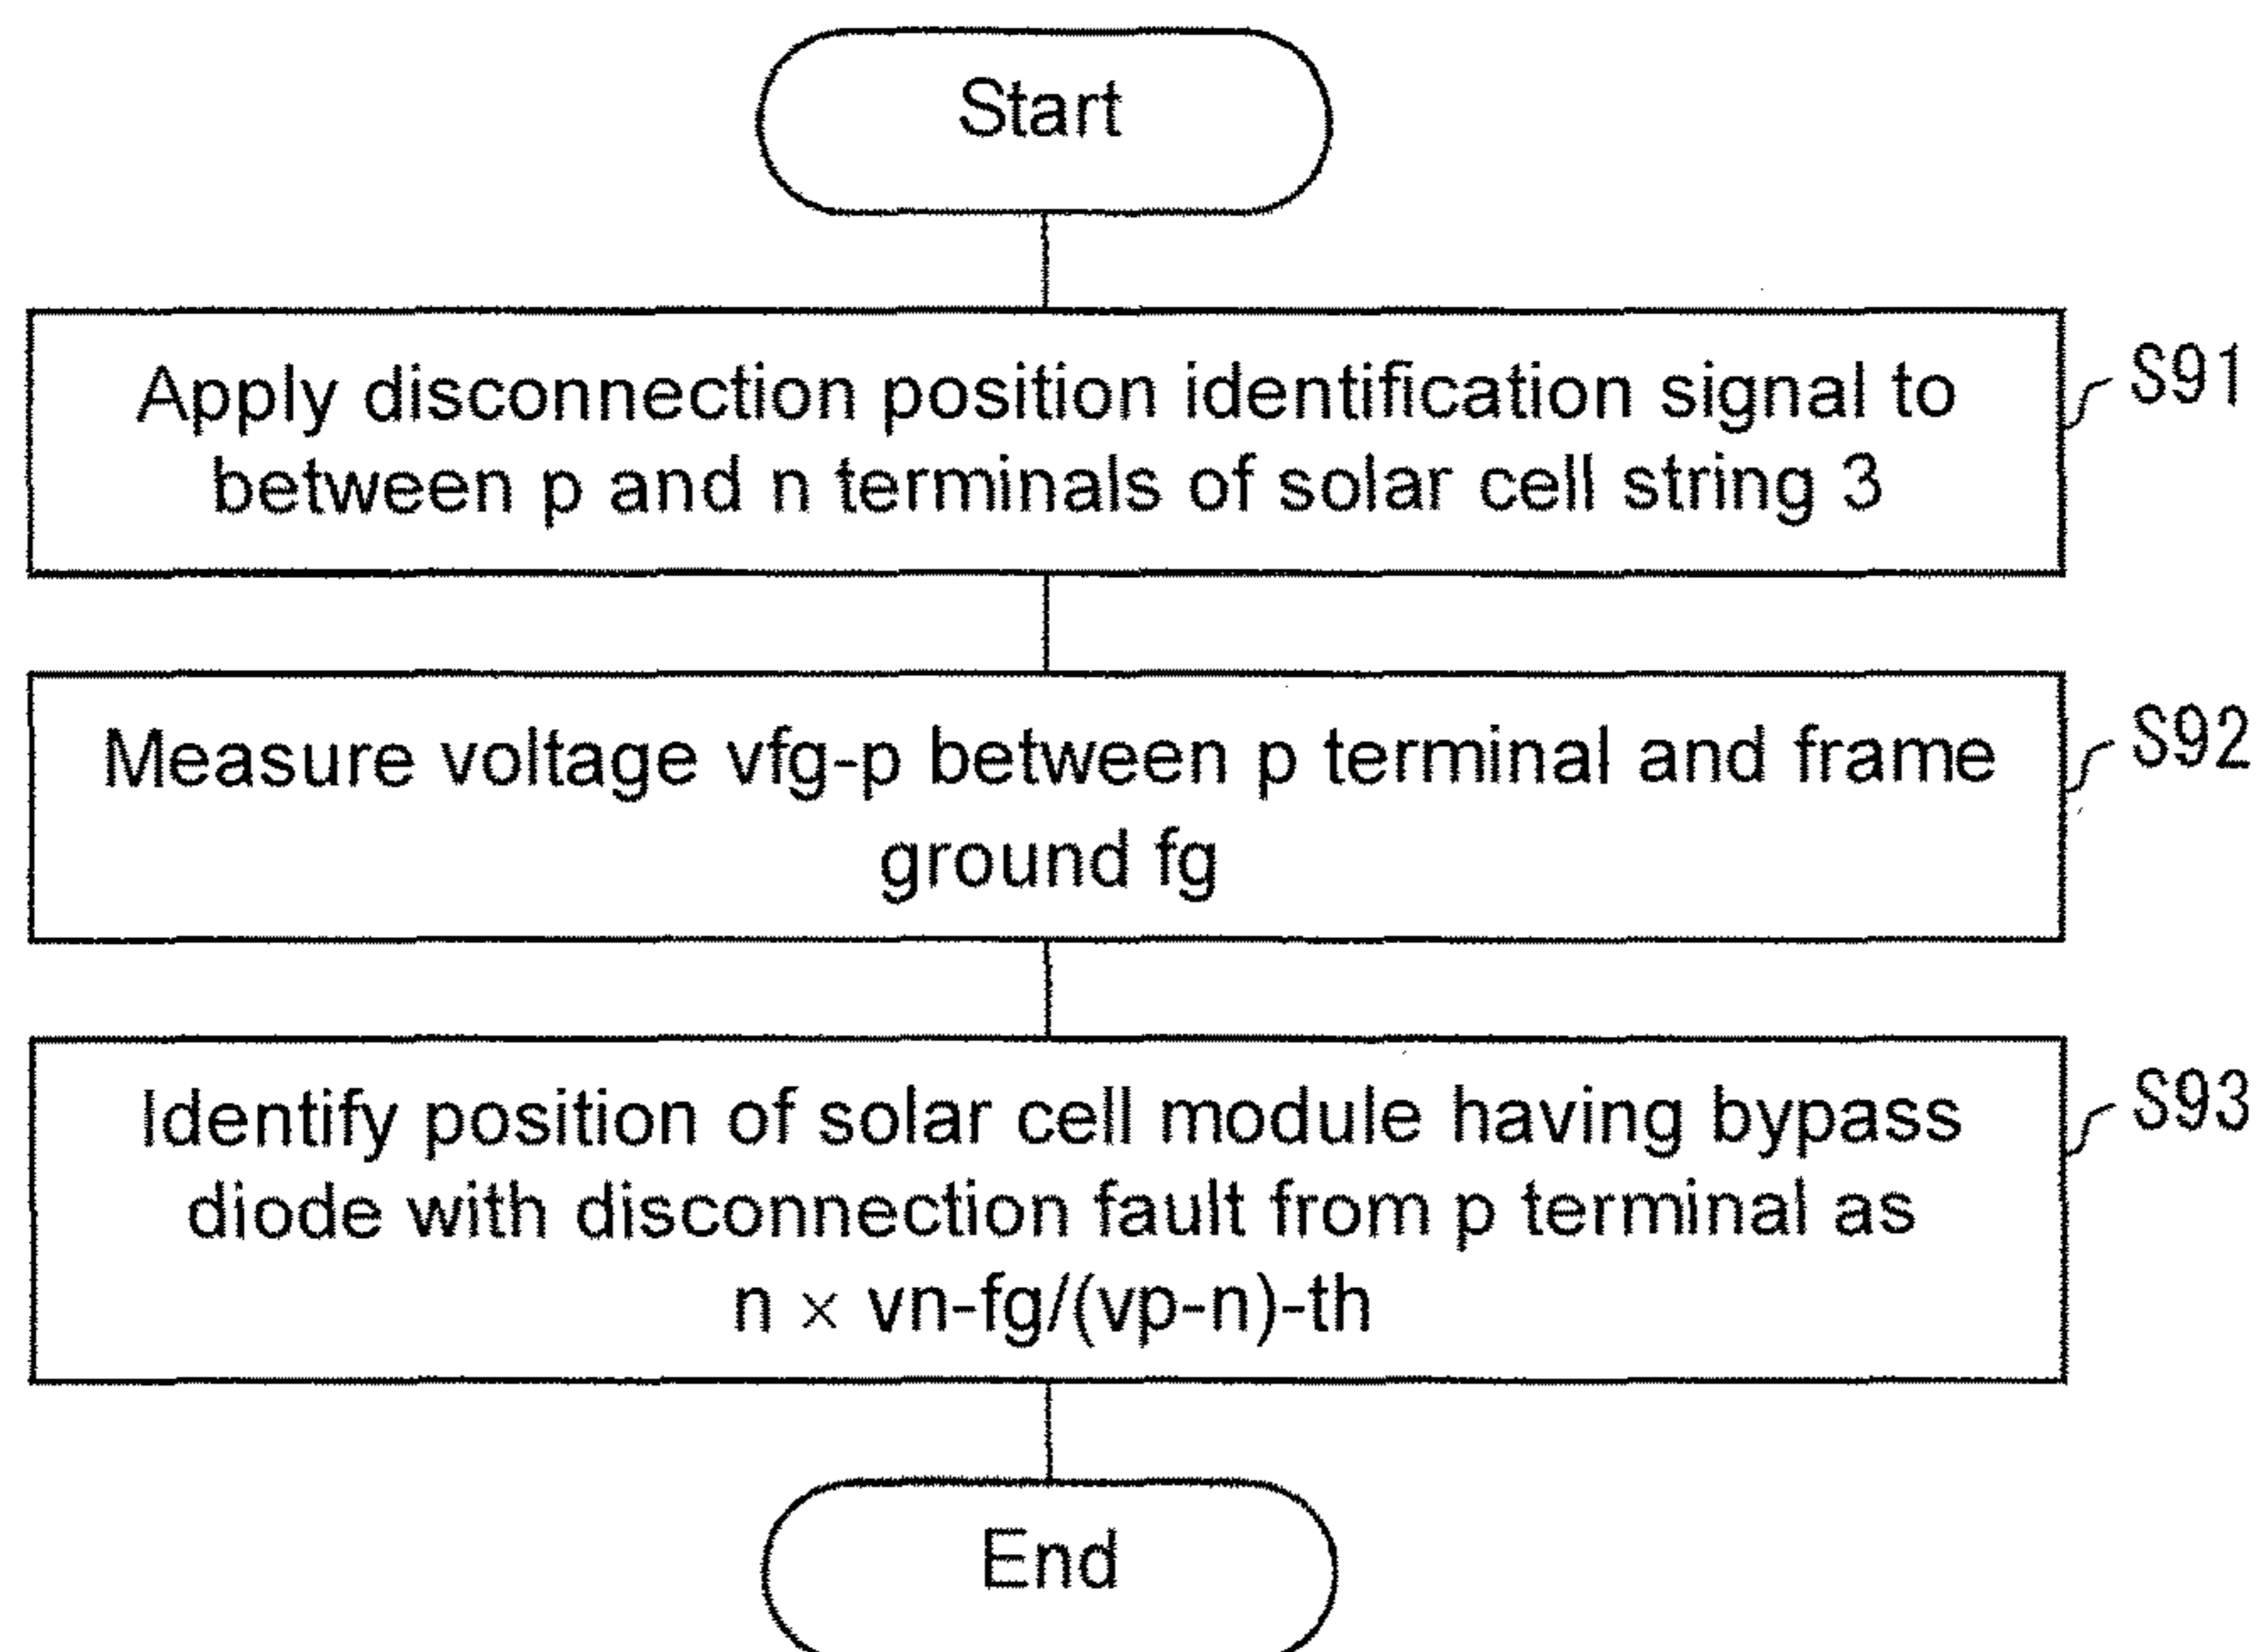 Start
Apply disconnection position identification signal to
between p and n terminals of solar cell string 3
S91
Measure voltage vfg-p between p terminal and frame
ground fg
S92
Identify position of solar cell module having bypass
diode with disconnection fault from p terminal as
n × vn-fg/(vp-n)-th
S93
End